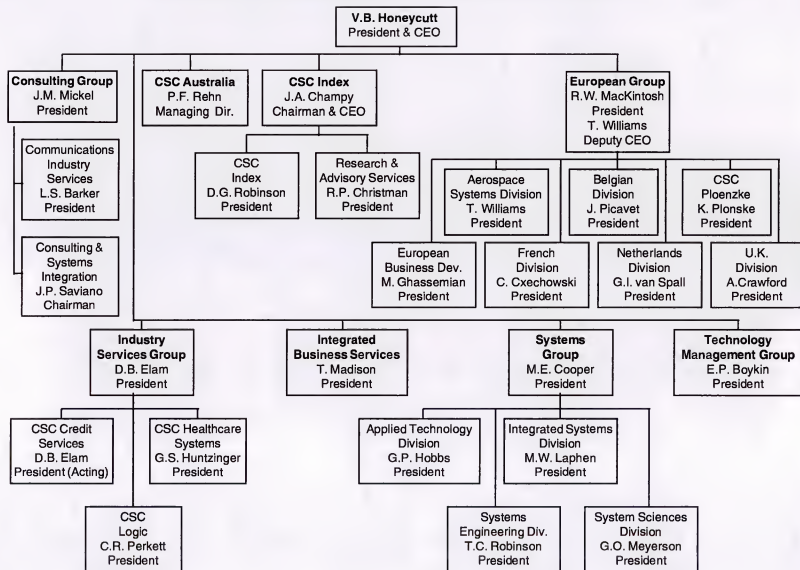 V.B. Honeycutt
President & CEO
Consulting Group
J.M. Mickel
President
CSC Australia
P.F. Rehn
Managing Dir.
CSC Index
J.A. Champy
Chairman & CEO
European Group
R.W. MacKintosh
President
T. Williams
Deputy CEO
Communications
Industry
Services
L.S. Barker
President
Consulting &
Systems
Integration
J.P. Saviano
Chairman
CSC
Index
D.G. Robinson
President
Research &
Advisory Services
R.P. Christman
President
Aerospace
Systems Division
T. Williams
President
Belgian
Division
J. Picavet
President
CSC
Ploenzke
K. Plonske
President
European
Business Dev.
M. Ghassemian
President
French
Division
C. Cxechowski
President
Netherlands
Division
G.I. van Spall
President
U.K.
Division
A.Crawford
President
Industry
Services Group
D.B. Elam
President
Integrated
Business Services
T. Madison
President
Systems
Group
M.E. Cooper
President
Technology
Management Group
E.P. Boykin
President
CSC Credit
Services
D.B. Elam
President (Acting)
CSC Healthcare
Systems
G.S. Huntzinger
President
CSC
Logic
C.R. Perkett
President
Applied Technology
Division
G.P. Hobbs
President
Integrated Systems
Division
M.W. Laphen
President
Systems
Engineering Div.
T.C. Robinson
President
System Sciences
Division
G.O. Meyerson
President